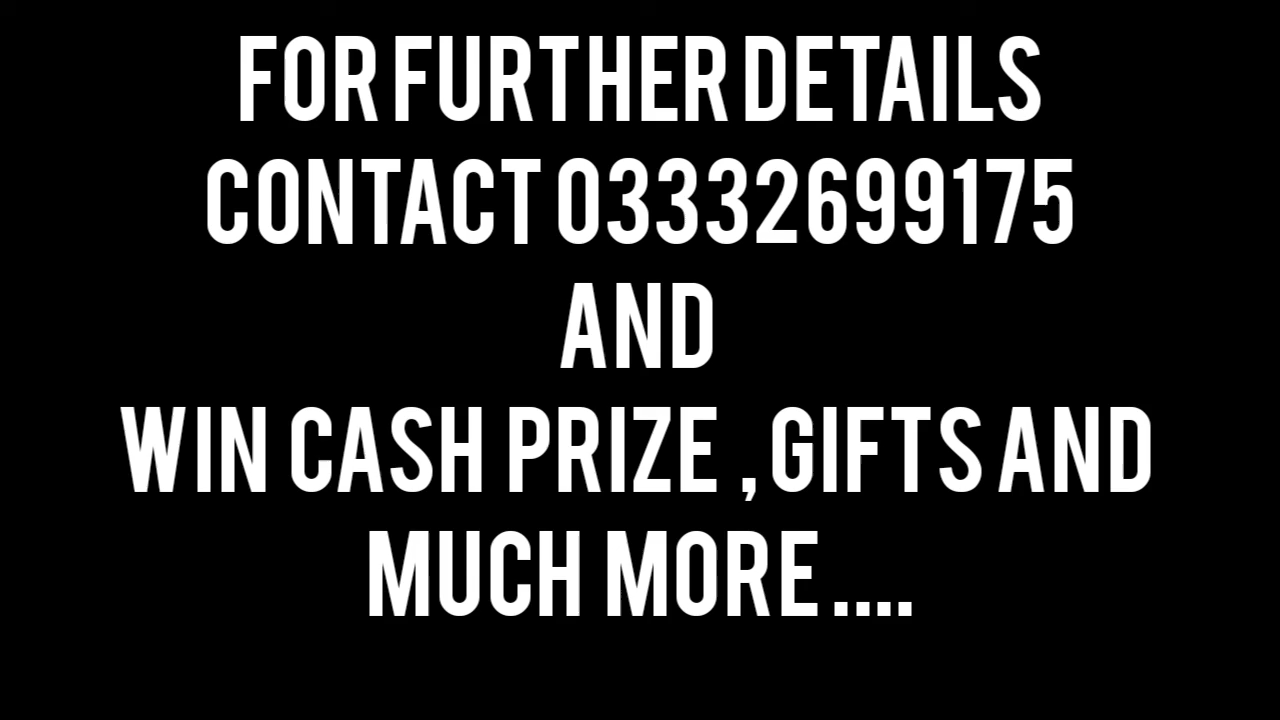 FOR FURTHER DETAILS
CONTACT 03332699175
AND
WIN CASH PRIZE , GIFTS AND
MUCH MORE ....